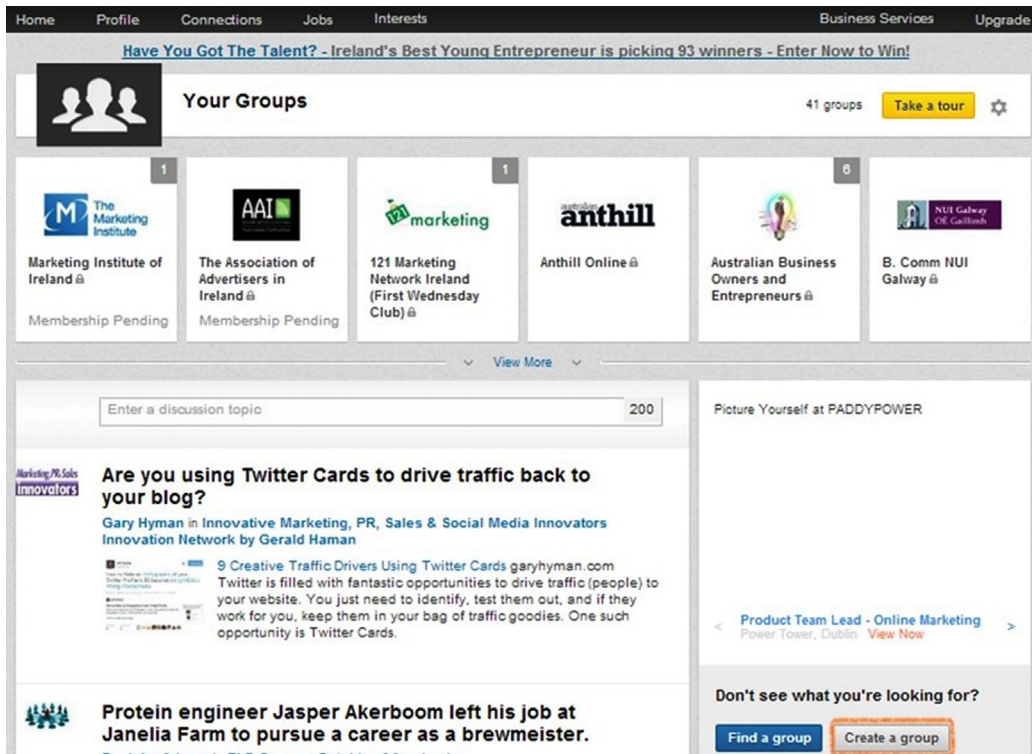 Home Profile Connections Jobs Interests Business Services Upgrade
Have You Got The Talent? - Ireland's Best Young Entrepreneur is picking 93 winners - Enter Now to Win!
Your Groups
41 groups
Take a tour
1
The
Marketing
Institute
Marketing Institute of
Ireland
Membership Pending
AAI
The Association of
Advertisers in
Ireland
Membership Pending
1
121 marketing
121 Marketing
Network Ireland
(First Wednesday
Club)
australian
anthill
Anthill Online
6
Australian Business
Owners and
Entrepreneurs
NUI Galway
OÉ Gaillimh
B. Comm NUI
Galway
View More
Enter a discussion topic 200
Marketing, PR, Sales
innovators
Are you using Twitter Cards to drive traffic back to
your blog?
Gary Hyman in Innovative Marketing, PR, Sales & Social Media Innovators
Innovation Network by Gerald Haman
9 Creative Traffic Drivers Using Twitter Cards garyhyman.com
Twitter is filled with fantastic opportunities to drive traffic (people) to
your website. You just need to identify, test them out, and if they
work for you, keep them in your bag of traffic goodies. One such
opportunity is Twitter Cards.
Protein engineer Jasper Akerboom left his job at
Janelia Farm to pursue a career as a brewmeister.
Picture Yourself at PADDYPOWER
< Product Team Lead - Online Marketing >
Power Tower, Dublin View Now
Don't see what you're looking for?
Find a group
Create a group